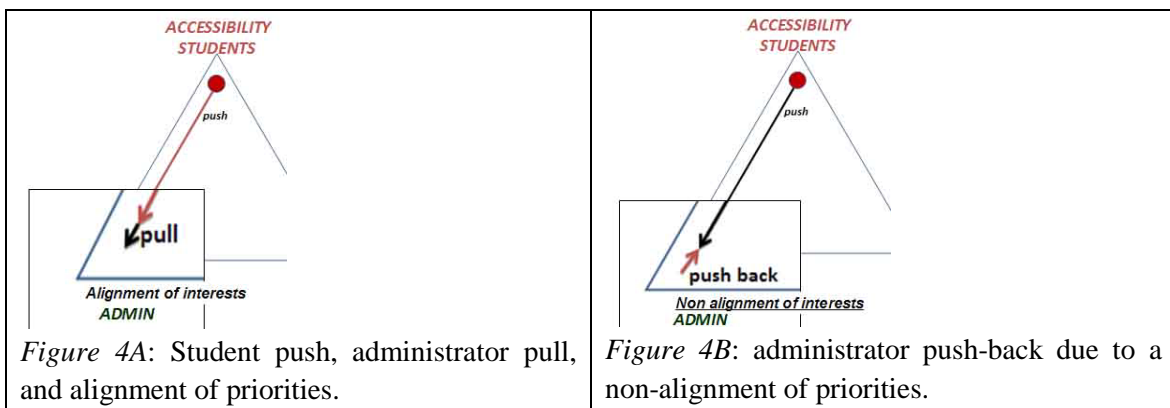 ACCESSIBILITY
STUDENTS
push
pull
Alignment of interests
ADMIN
Figure 4A: Student push, administrator pull,
and alignment of priorities.
ACCESSIBILITY
STUDENTS
push
push back
Non alignment of interests
ADMIN
Figure 4B: administrator push-back due to a
non-alignment of priorities.